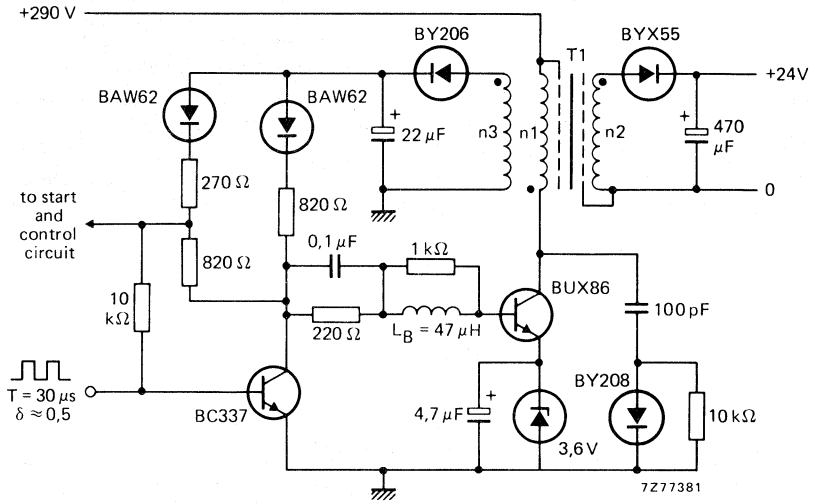 +290 V
BY206
BYX55
T1
+24V
BAW62
BAW62
+
22 µF
n3
n1
n2
+
470
µF
270 Ω
820 Ω
0
to start
and
control
circuit
0,1 µF
1 kΩ
820 Ω
BUX86
10
kΩ
220 Ω
L_B = 47 µH
100 pF
T = 30 µs
δ ≈ 0,5
BC337
+
4,7 µF
BY208
3,6 V
10 kΩ
7Z77381